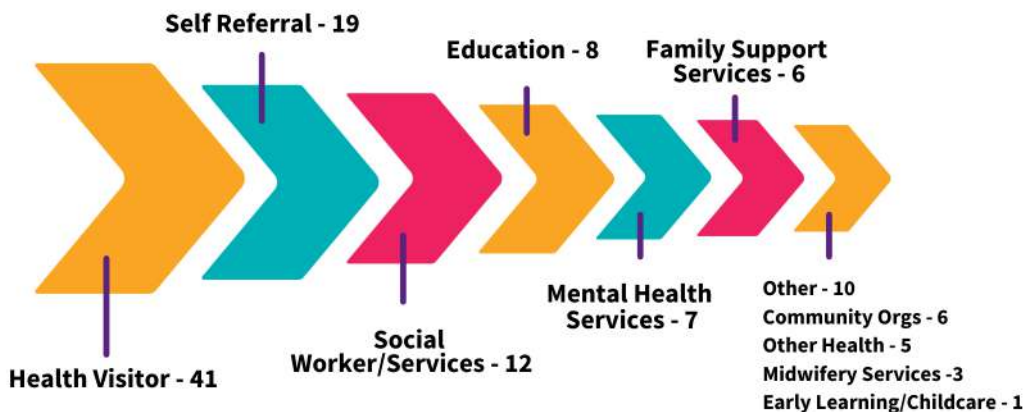 Self Referral - 19
Education - 8
Family Support
Services - 6
Health Visitor - 41
Social
Worker/Services - 12
Mental Health
Services - 7
Other - 10
Community Orgs - 6
Other Health - 5
Midwifery Services -3
Early Learning/Childcare - 1